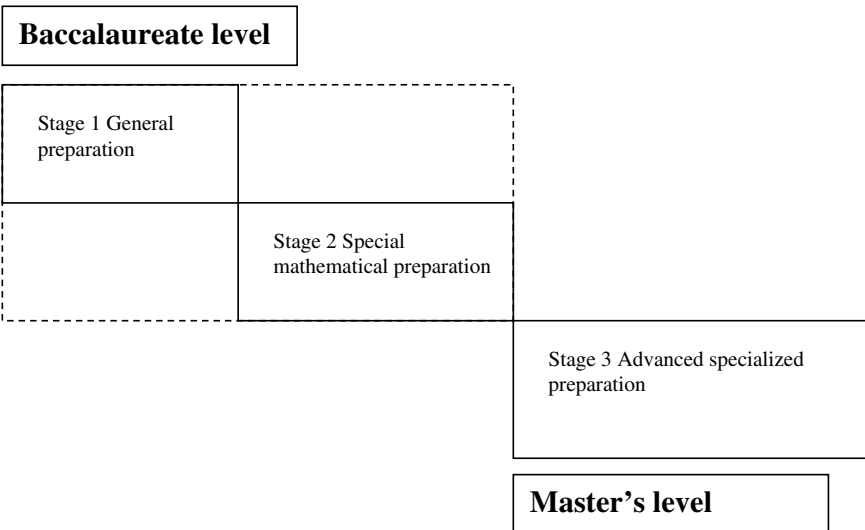 Baccalaureate level
Stage 1 General
preparation
Stage 2 Special
mathematical preparation
Stage 3 Advanced specialized
preparation
Master's level